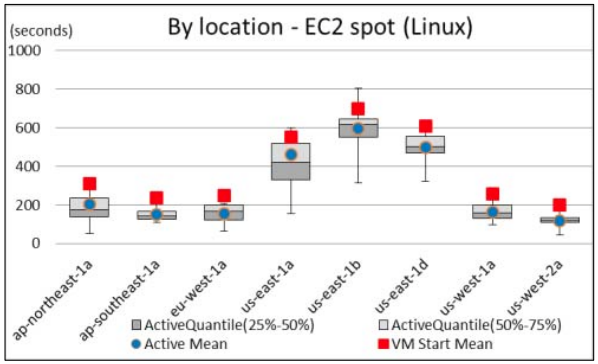 By location - EC2 spot (Linux)
(seconds)
1000
800
600
400
200
0
ap-northeast-1a
ap-southeast-1a
eu-west-1a
us-east-1a
us-east-1b
us-east-1d
us-west-1a
us-west-2a
ActiveQuantile(25%-50%) ActiveQuantile(50%-75%)
Active Mean VM Start Mean